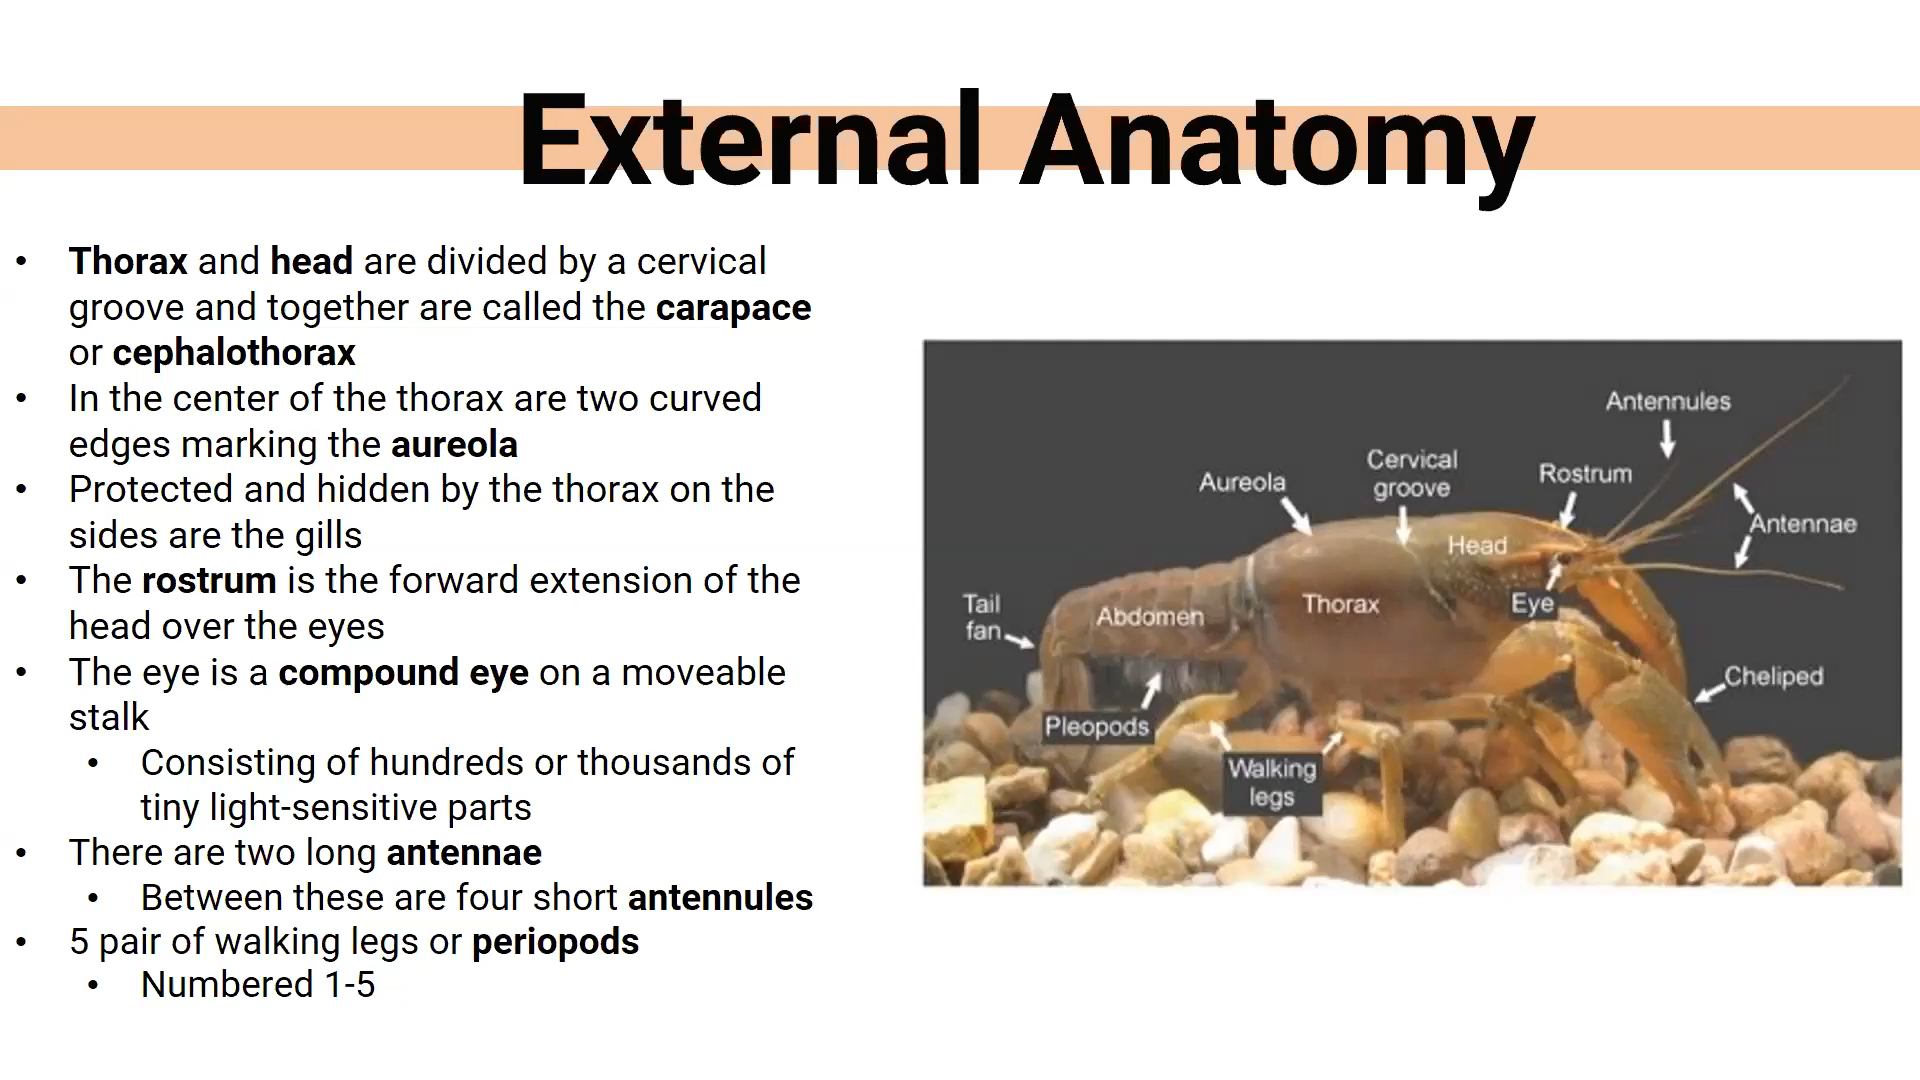 External Anatomy
• Thorax and head are divided by a cervical
groove and together are called the carapace
or cephalothorax
• In the center of the thorax are two curved
edges marking the aureola
• Protected and hidden by the thorax on the
sides are the gills
• The rostrum is the forward extension of the
head over the eyes
• The eye is a compound eye on a moveable
stalk
• Consisting of hundreds or thousands of
tiny light-sensitive parts
• There are two long antennae
• Between these are four short antennules
• 5 pair of walking legs or periopods
• Numbered 1-5
Antennules
Cervical
groove
Rostrum
Aureola
Antennae
Head
Tail
fan
Abdomen
Thorax
Eye
Cheliped
Pleopods
Walking
legs